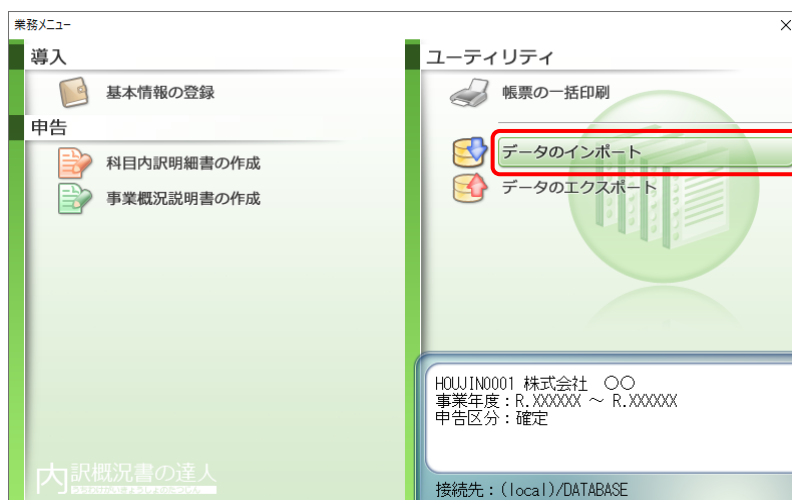 業務メニュー
導入
基本情報の登録
申告
科目内訳明細書の作成
事業概況説明書の作成
ユーティリティ
帳票の一括印刷
データのインポート
データのエクスポート
HOUJIN0001 株式会社 〇〇
事業年度：R.XXXXXX ～ R.XXXXXX
申告区分：確定
接続先：(local)/DATABASE
内訳概況書の達人